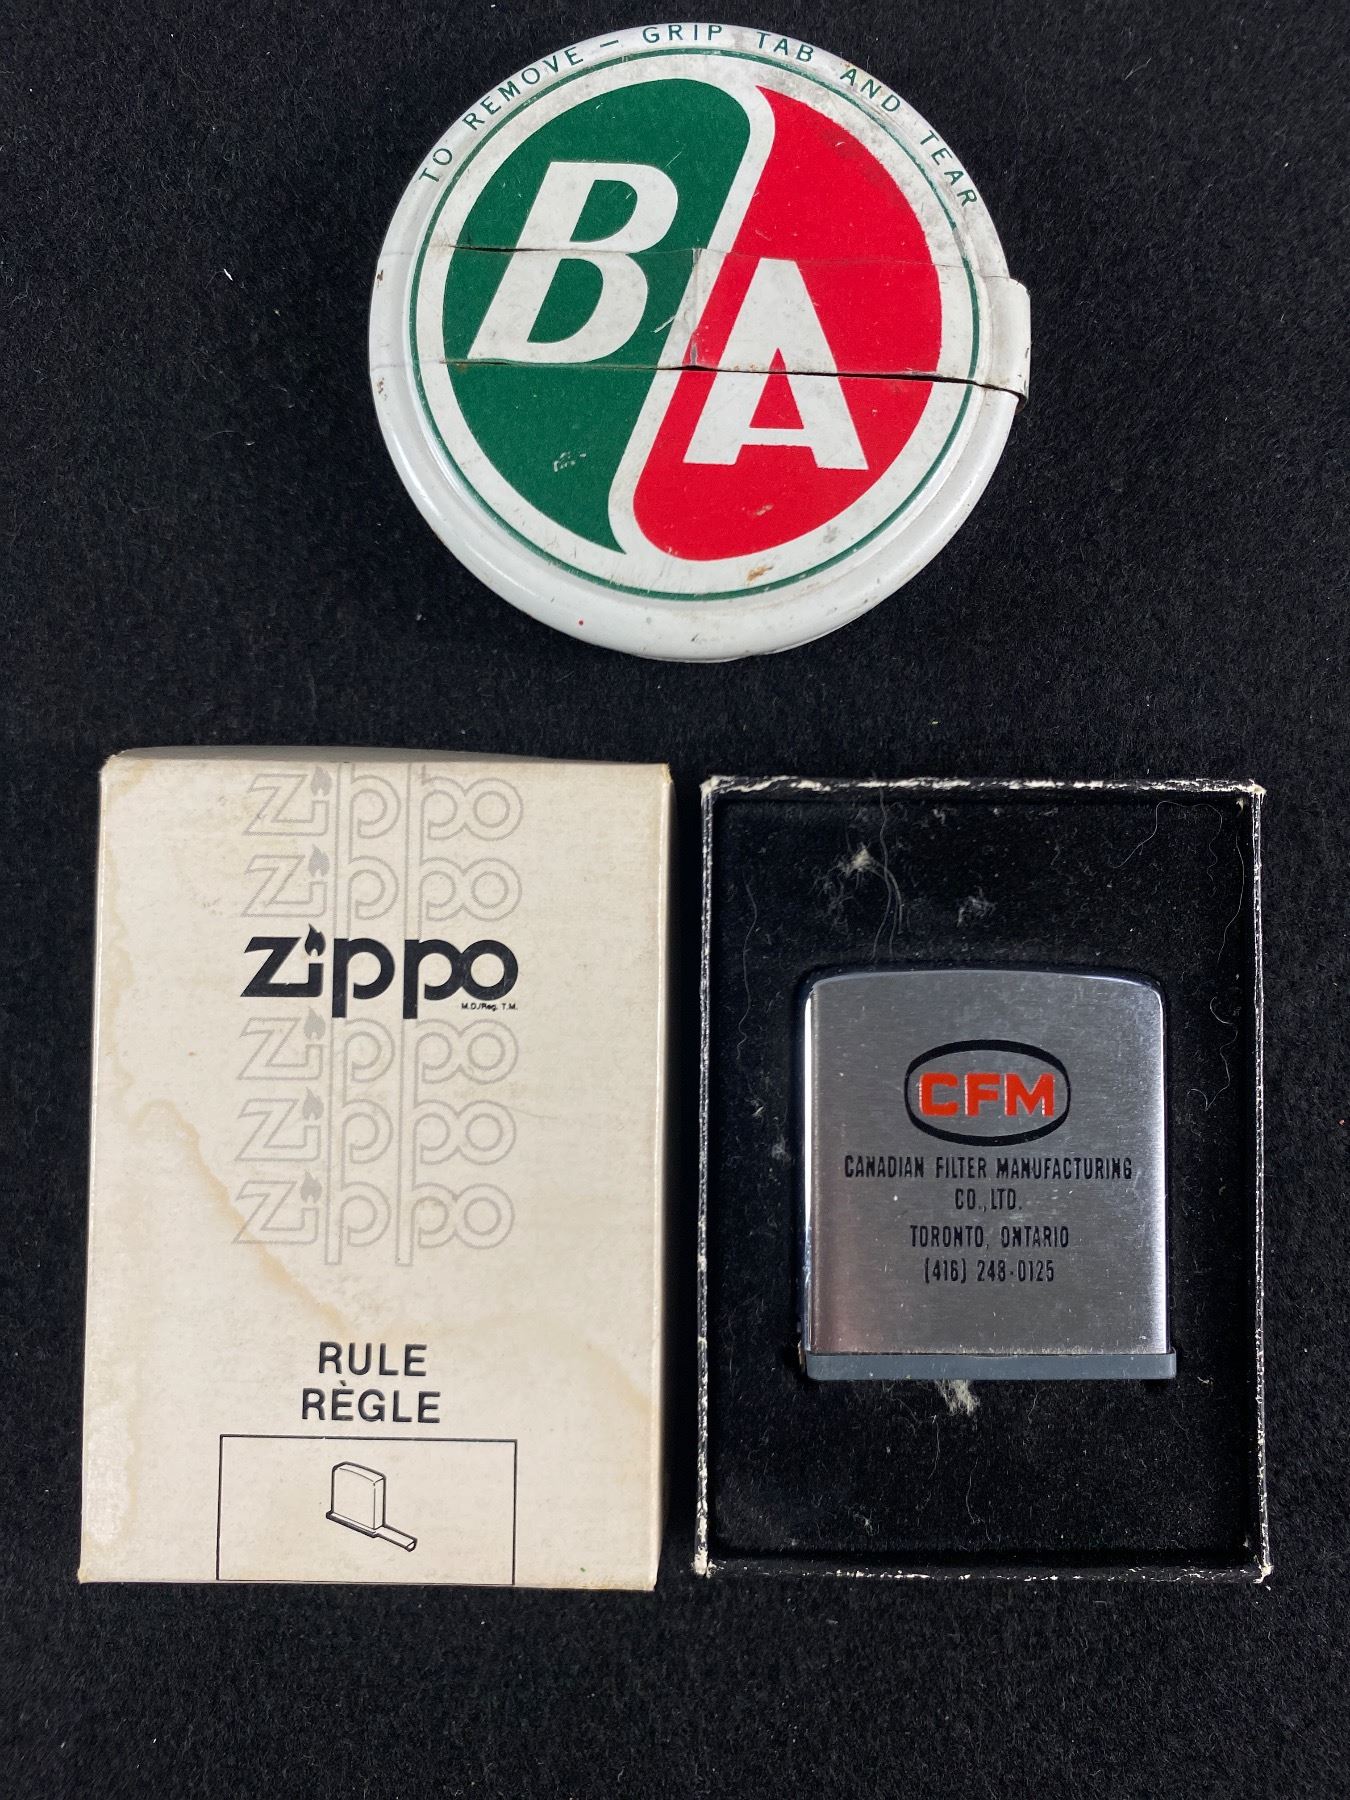 TO REMOVE – GRIP TAB AND TEAR
B
A
Zippo
Zippo
Zippo
M.D./Reg. T.M.
Zippo
Zippo
Zippo
RULE
RÈGLE
CFM
CANADIAN FILTER MANUFACTURING
CO., LTD.
TORONTO, ONTARIO
(416) 248-0125